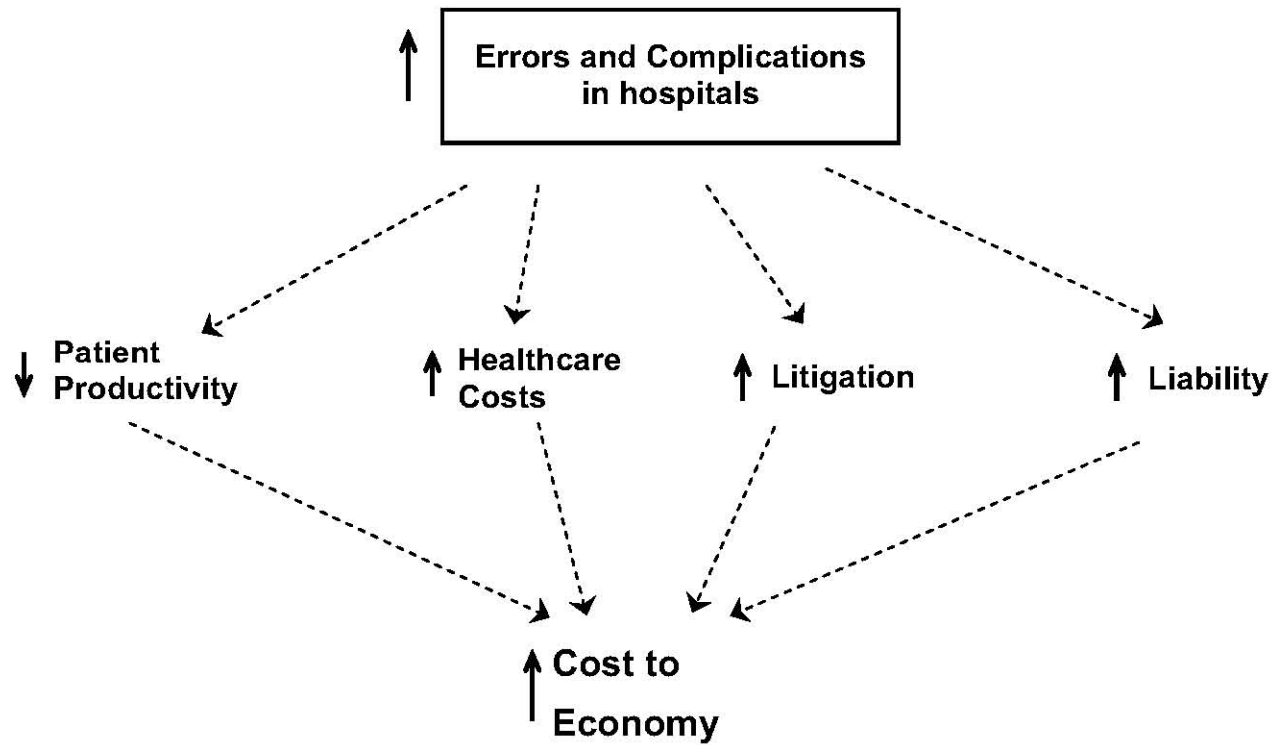 Errors and Complications
in hospitals
Patient
Productivity
Healthcare
Costs
Litigation
Liability
Cost to
Economy